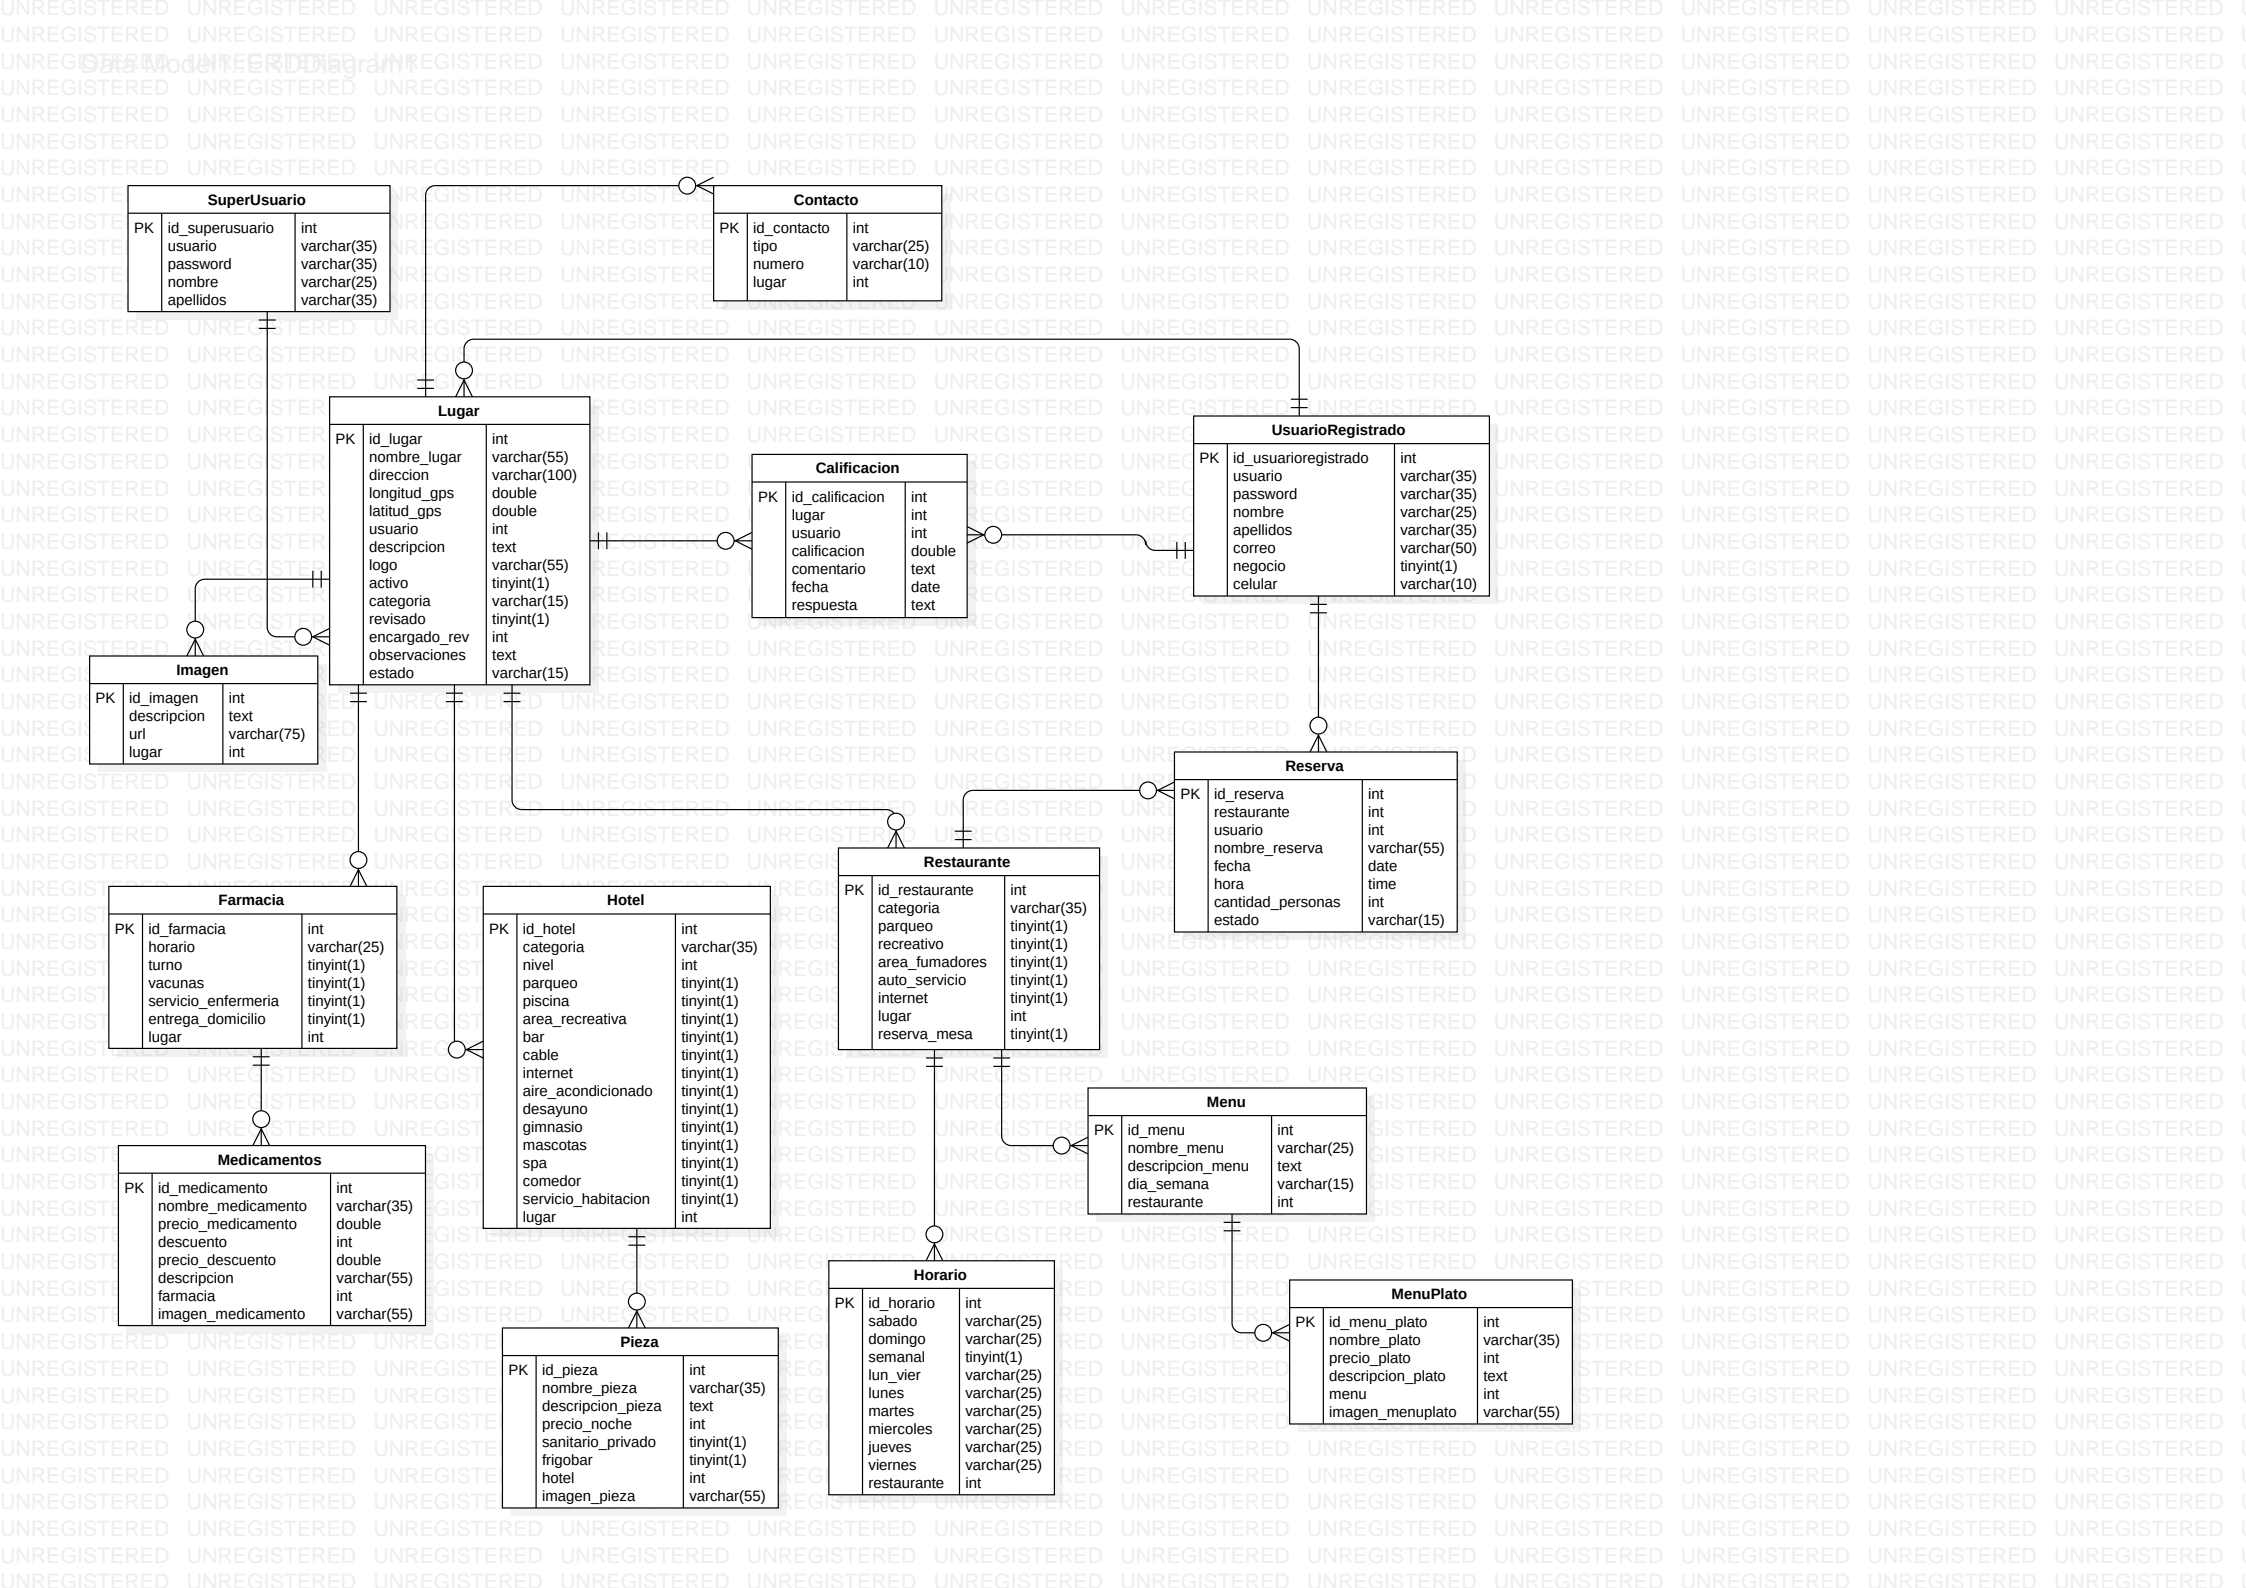 Data Model1::ERDDiagram1
UNREGISTERED
SuperUsuario
PK id_superusuario int
usuario varchar(35)
password varchar(35)
nombre varchar(25)
apellidos varchar(35)
Contacto
PK id_contacto int
tipo varchar(25)
numero varchar(10)
lugar int
Lugar
PK id_lugar int
nombre_lugar varchar(55)
direccion varchar(100)
longitud_gps double
latitud_gps double
usuario int
descripcion text
logo varchar(55)
activo tinyint(1)
categoria varchar(15)
revisado tinyint(1)
encargado_rev int
observaciones text
estado varchar(15)
Calificacion
PK id_calificacion int
lugar int
usuario int
calificacion double
comentario text
fecha date
respuesta text
UsuarioRegistrado
PK id_usuarioregistrado int
usuario varchar(35)
password varchar(35)
nombre varchar(25)
apellidos varchar(35)
correo varchar(50)
negocio tinyint(1)
celular varchar(10)
Imagen
PK id_imagen int
descripcion text
url varchar(75)
lugar int
Reserva
PK id_reserva int
restaurante int
usuario int
nombre_reserva varchar(55)
fecha date
hora time
cantidad_personas int
estado varchar(15)
Farmacia
PK id_farmacia int
horario varchar(25)
turno tinyint(1)
vacunas tinyint(1)
servicio_enfermeria tinyint(1)
entrega_domicilio tinyint(1)
lugar int
Hotel
PK id_hotel int
categoria varchar(35)
nivel int
parqueo tinyint(1)
piscina tinyint(1)
area_recreativa tinyint(1)
bar tinyint(1)
cable tinyint(1)
internet tinyint(1)
aire_acondicionado tinyint(1)
desayuno tinyint(1)
gimnasio tinyint(1)
mascotas tinyint(1)
spa tinyint(1)
comedor tinyint(1)
servicio_habitacion tinyint(1)
lugar int
Restaurante
PK id_restaurante int
categoria varchar(35)
parqueo tinyint(1)
recreativo tinyint(1)
area_fumadores tinyint(1)
auto_servicio tinyint(1)
internet tinyint(1)
lugar int
reserva_mesa tinyint(1)
Menu
PK id_menu int
nombre_menu varchar(25)
descripcion_menu text
dia_semana varchar(15)
restaurante int
Medicamentos
PK id_medicamento int
nombre_medicamento varchar(35)
precio_medicamento double
descuento int
precio_descuento double
descripcion varchar(55)
farmacia int
imagen_medicamento varchar(55)
Horario
PK id_horario int
sabado varchar(25)
domingo varchar(25)
semanal tinyint(1)
lun_vier varchar(25)
lunes varchar(25)
martes varchar(25)
miercoles varchar(25)
jueves varchar(25)
viernes varchar(25)
restaurante int
MenuPlato
PK id_menu_plato int
nombre_plato varchar(35)
precio_plato int
descripcion_plato text
menu int
imagen_menuplato varchar(55)
Pieza
PK id_pieza int
nombre_pieza varchar(35)
descripcion_pieza text
precio_noche int
sanitario_privado tinyint(1)
frigobar tinyint(1)
hotel int
imagen_pieza varchar(55)